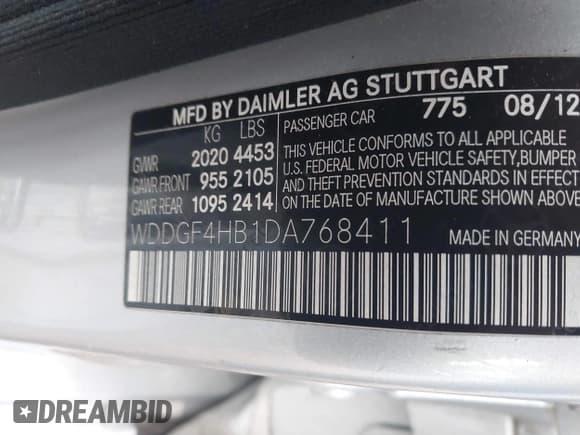 MFD BY DAIMLER AG STUTTGART
KG LBS PASSENGER CAR 775 08/12
GVWR 2020 4453
GAWR FRONT 955 2105
GAWR REAR 1095 2414
THIS VEHICLE CONFORMS TO ALL APPLICABLE
U.S. FEDERAL MOTOR VEHICLE SAFETY,BUMPER
AND THEFT PREVENTION STANDARDS IN EFFECT
ON THE DATE OF MANUFACTURE SHOWN ABOVE
WDDGF4HB1DA768411 MADE IN GERMANY
DREAMBID